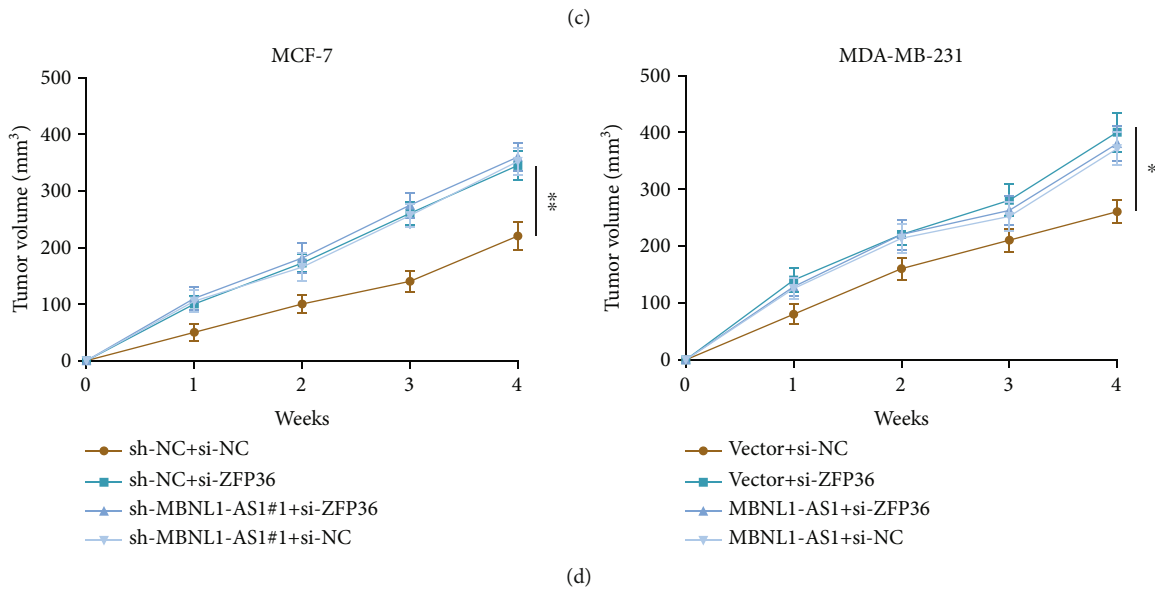 (c)
MCF-7
500
400
300
200
100
0
Tumor volume (mm³)
0 1 2 3 4
Weeks
**
sh-NC+si-NC
sh-NC+si-ZFP36
sh-MBNL1-AS1#1+si-ZFP36
sh-MBNL1-AS1#1+si-NC
MDA-MB-231
500
400
300
200
100
0
Tumor volume (mm³)
0 1 2 3 4
Weeks
*
Vector+si-NC
Vector+si-ZFP36
MBNL1-AS1+si-ZFP36
MBNL1-AS1+si-NC
(d)